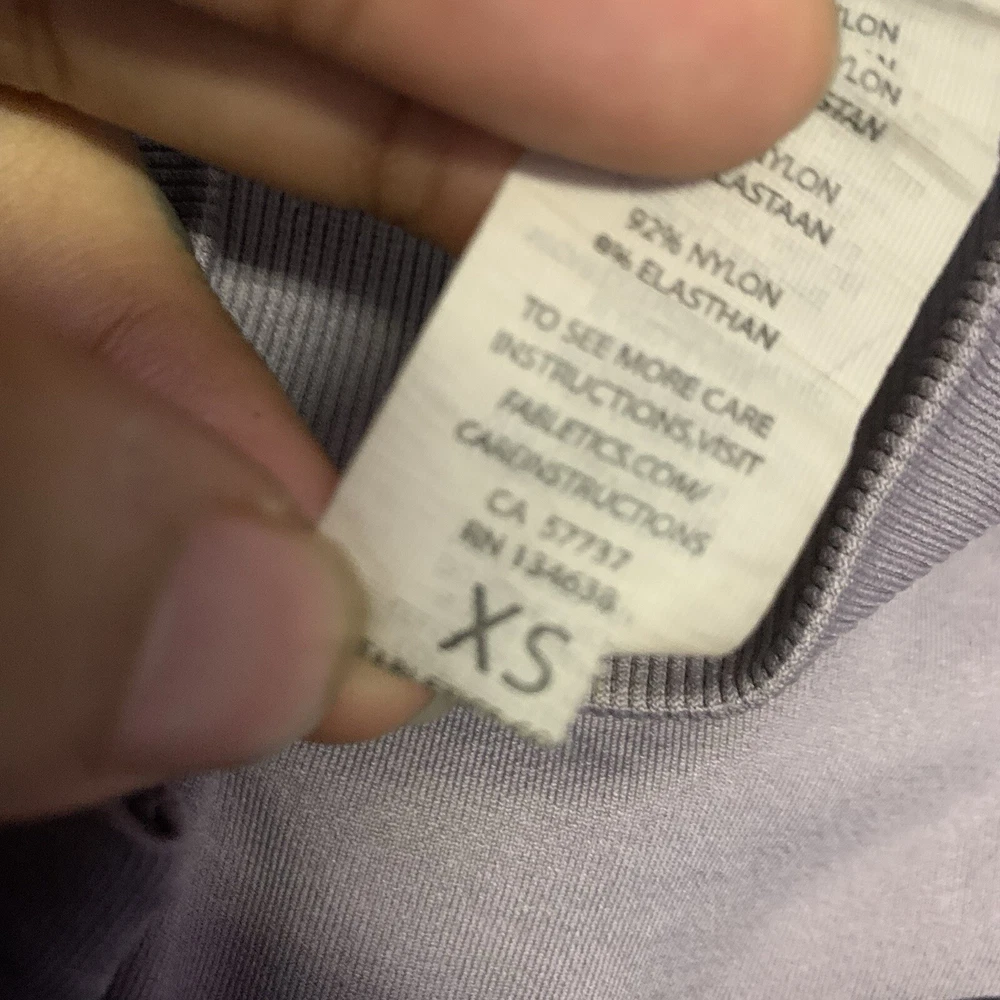 NYLON
ELASTAAN
92% NYLON
8% ELASTHAN
TO SEE MORE CARE
INSTRUCTIONS, VISIT
FABLETICS.COM/
CAREINSTRUCTIONS
CA 57737
RN 134638
XS